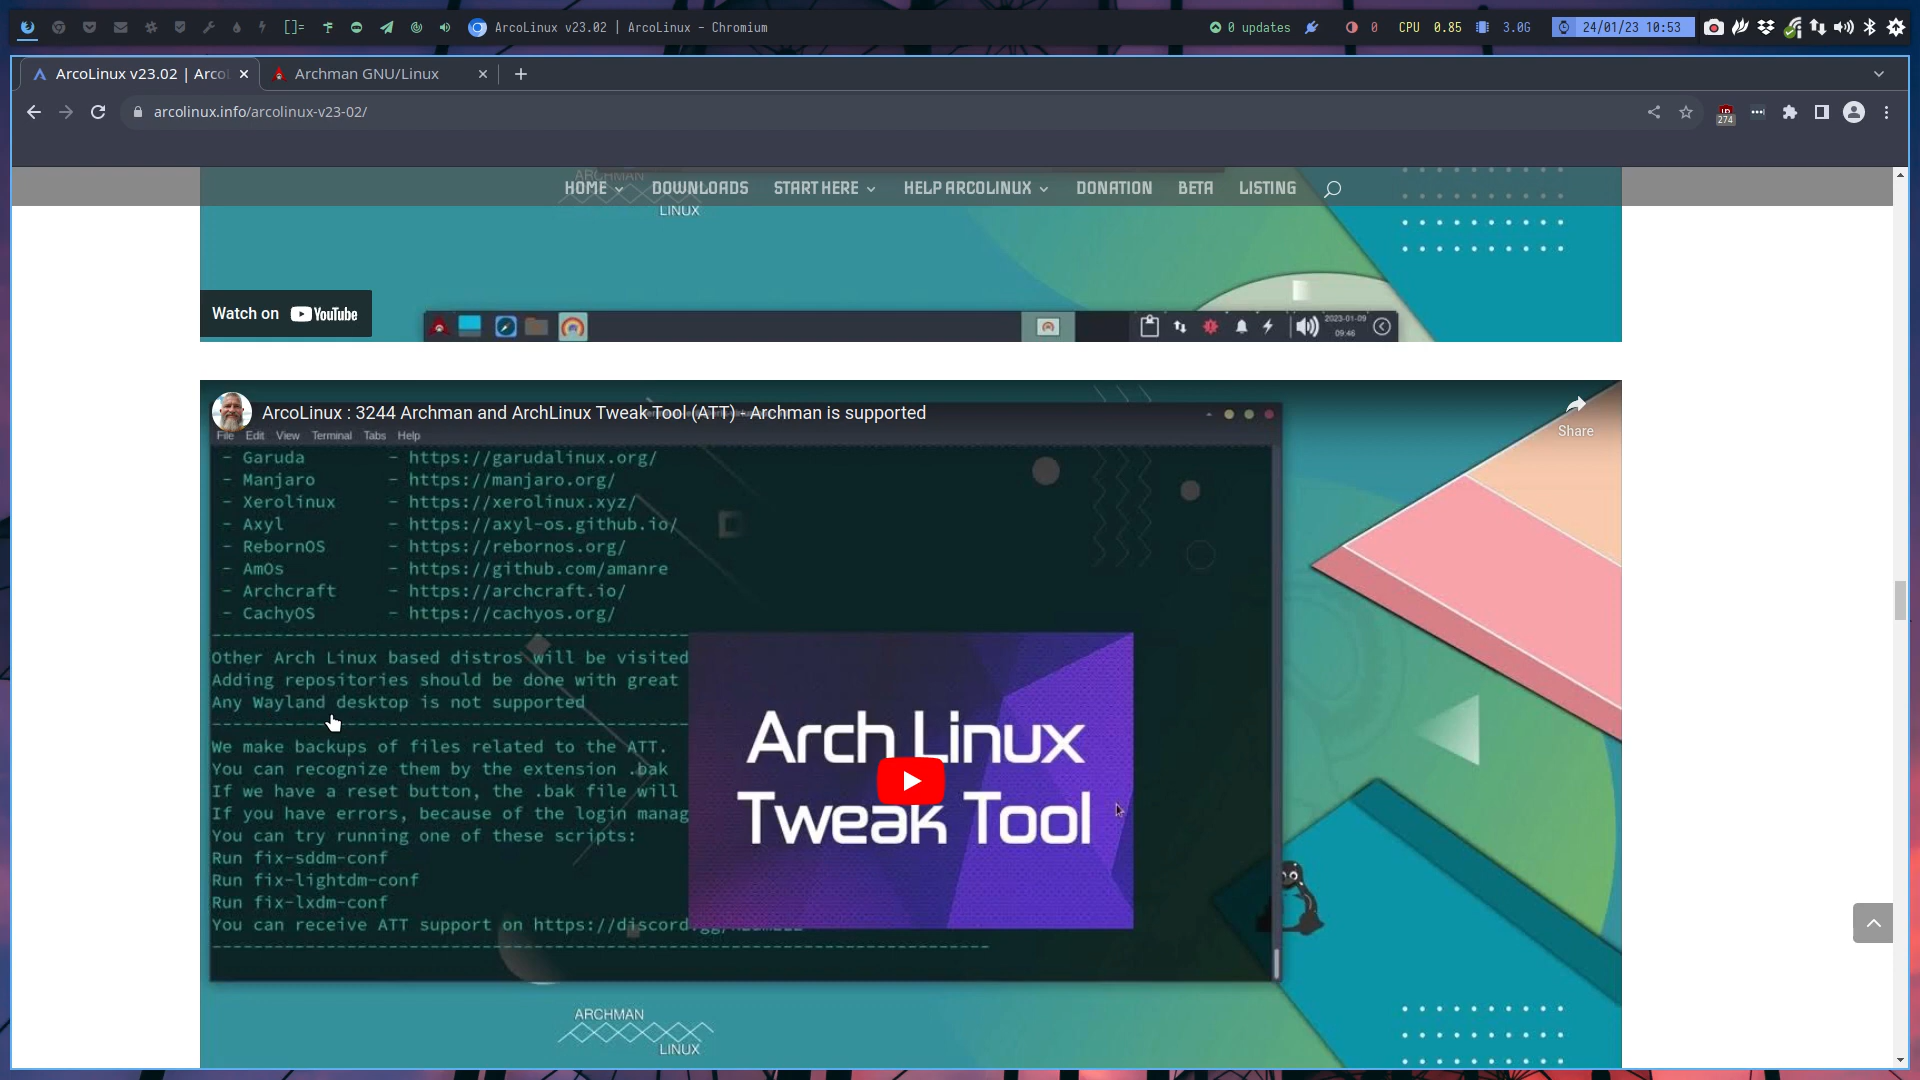 []=
ArcoLinux v23.02 | ArcoLinux - Chromium
0 updates
0
CPU 0.85
3.0G
24/01/23 10:53
ArcoLinux v23.02 | Arcol
Archman GNU/Linux
arcolinux.info/arcolinux-v23-02/
274
ARCHMAN
HOME
DOWNLOADS
START HERE
HELP ARCOLINUX
DONATION
BETA
LISTING
LINUX
Watch on YouTube
2023-01-09
09:46
ArcoLinux : 3244 Archman and ArchLinux Tweak Tool (ATT) - Archman is supported
Share
File Edit View Terminal Tabs Help
- Garuda - https://garudalinux.org/
- Manjaro - https://manjaro.org/
- Xerolinux - https://xerolinux.xyz/
- Axyl - https://axyl-os.github.io/
- RebornOS - https://rebornos.org/
- AmOs - https://github.com/amanre
- Archcraft - https://archcraft.io/
- CachyOS - https://cachyos.org/
Other Arch Linux based distros will be visited
Adding repositories should be done with great
Any Wayland desktop is not supported
We make backups of files related to the ATT.
You can recognize them by the extension .bak
If we have a reset button, the .bak file will
If you have errors, because of the login manag
You can try running one of these scripts:
Run fix-sddm-conf
Run fix-lightdm-conf
Run fix-lxdm-conf
You can receive ATT support on https://discord
Arch Linux
Tweak Tool
ARCHMAN
LINUX